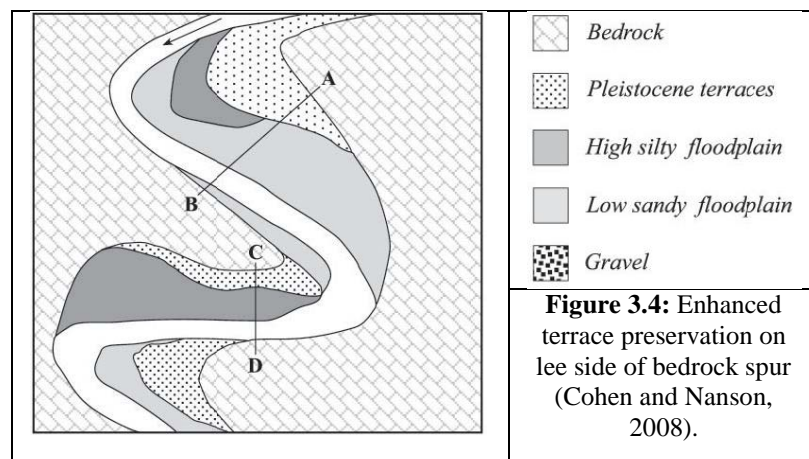 A
B
C
D
Bedrock
Pleistocene terraces
High silty floodplain
Low sandy floodplain
Gravel
Figure 3.4: Enhanced
terrace preservation on
lee side of bedrock spur
(Cohen and Nanson,
2008).